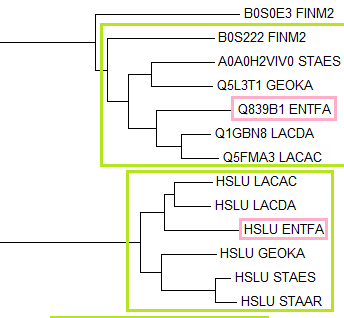 B0S0E3 FINM2
B0S222 FINM2
A0A0H2VIV0 STAES
Q5L3T1 GEOKA
Q839B1 ENTFA
Q1GBN8 LACDA
Q5FMA3 LACAC
HSLU LACAC
HSLU LACDA
HSLU ENTFA
HSLU GEOKA
HSLU STAES
HSLU STAAR